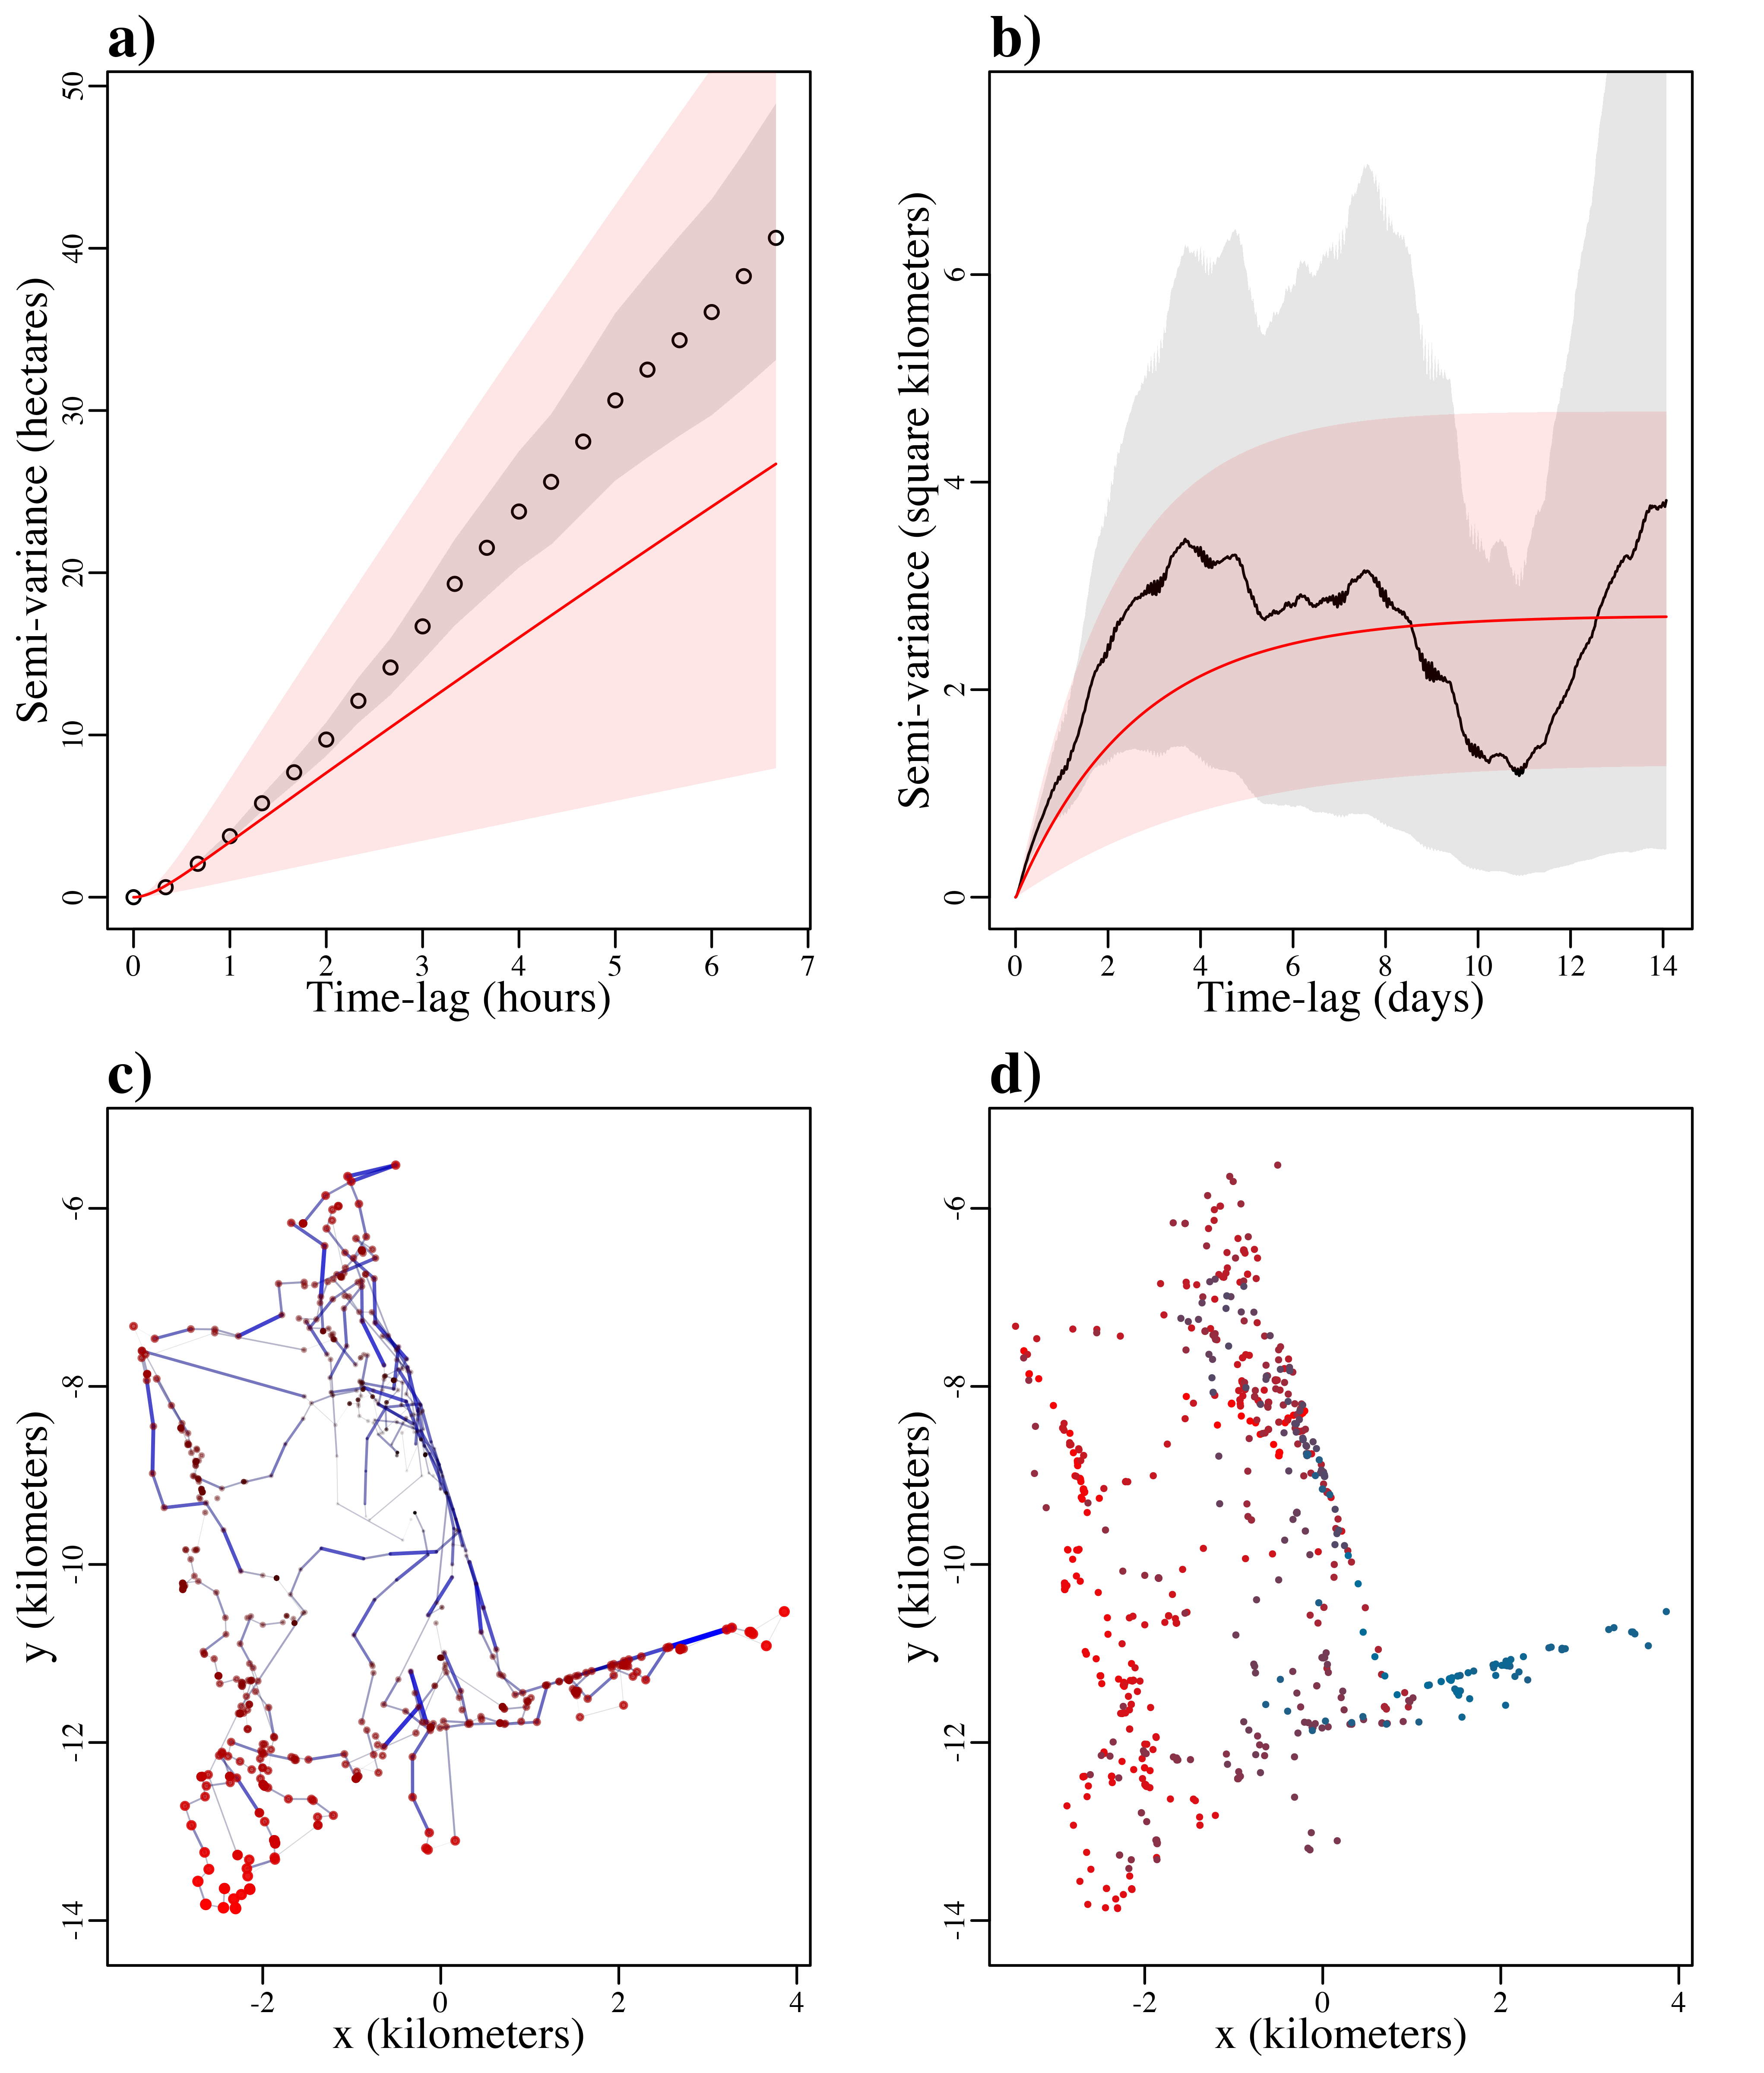 a)
Semi-variance (hectares)
50
40
30
20
10
0
0 1 2 3 4 5 6 7
Time-lag (hours)
b)
Semi-variance (square kilometers)
6
4
2
0
0 2 4 6 8 10 12 14
Time-lag (days)
c)
y (kilometers)
-6
-8
-10
-12
-14
-2 0 2 4
x (kilometers)
d)
y (kilometers)
-6
-8
-10
-12
-14
-2 0 2 4
x (kilometers)